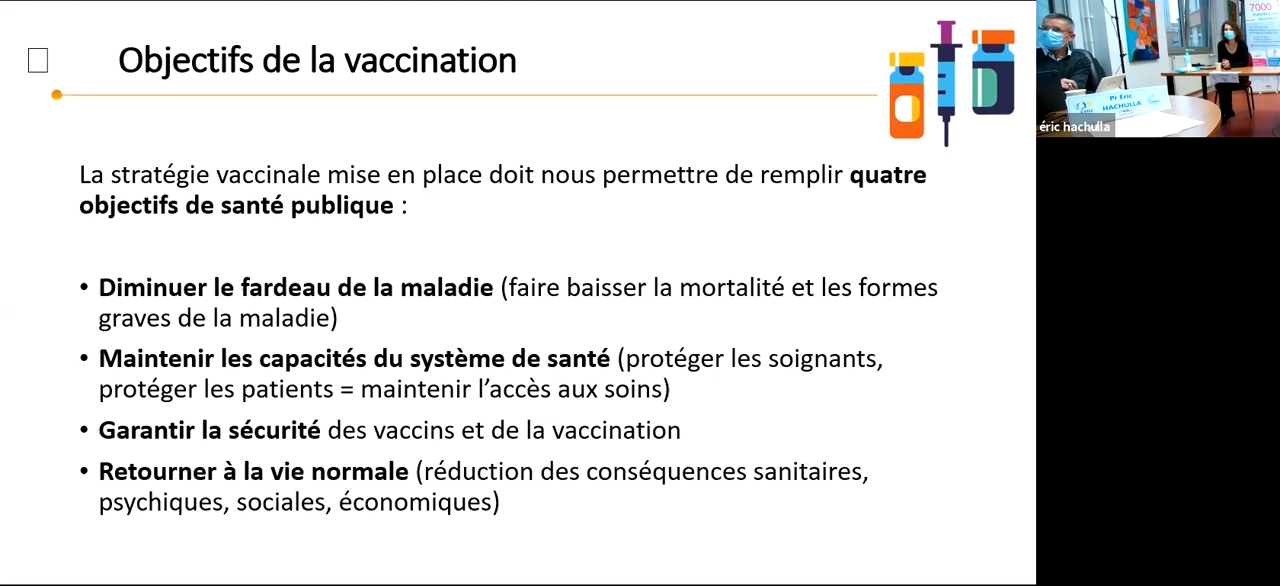 Objectifs de la vaccination
La stratégie vaccinale mise en place doit nous permettre de remplir quatre
objectifs de santé publique :
• Diminuer le fardeau de la maladie (faire baisser la mortalité et les formes
graves de la maladie)
• Maintenir les capacités du système de santé (protéger les soignants,
protéger les patients = maintenir l’accès aux soins)
• Garantir la sécurité des vaccins et de la vaccination
• Retourner à la vie normale (réduction des conséquences sanitaires,
psychiques, sociales, économiques)
7000
Pr Eric
HACHULLA
éric hachulla